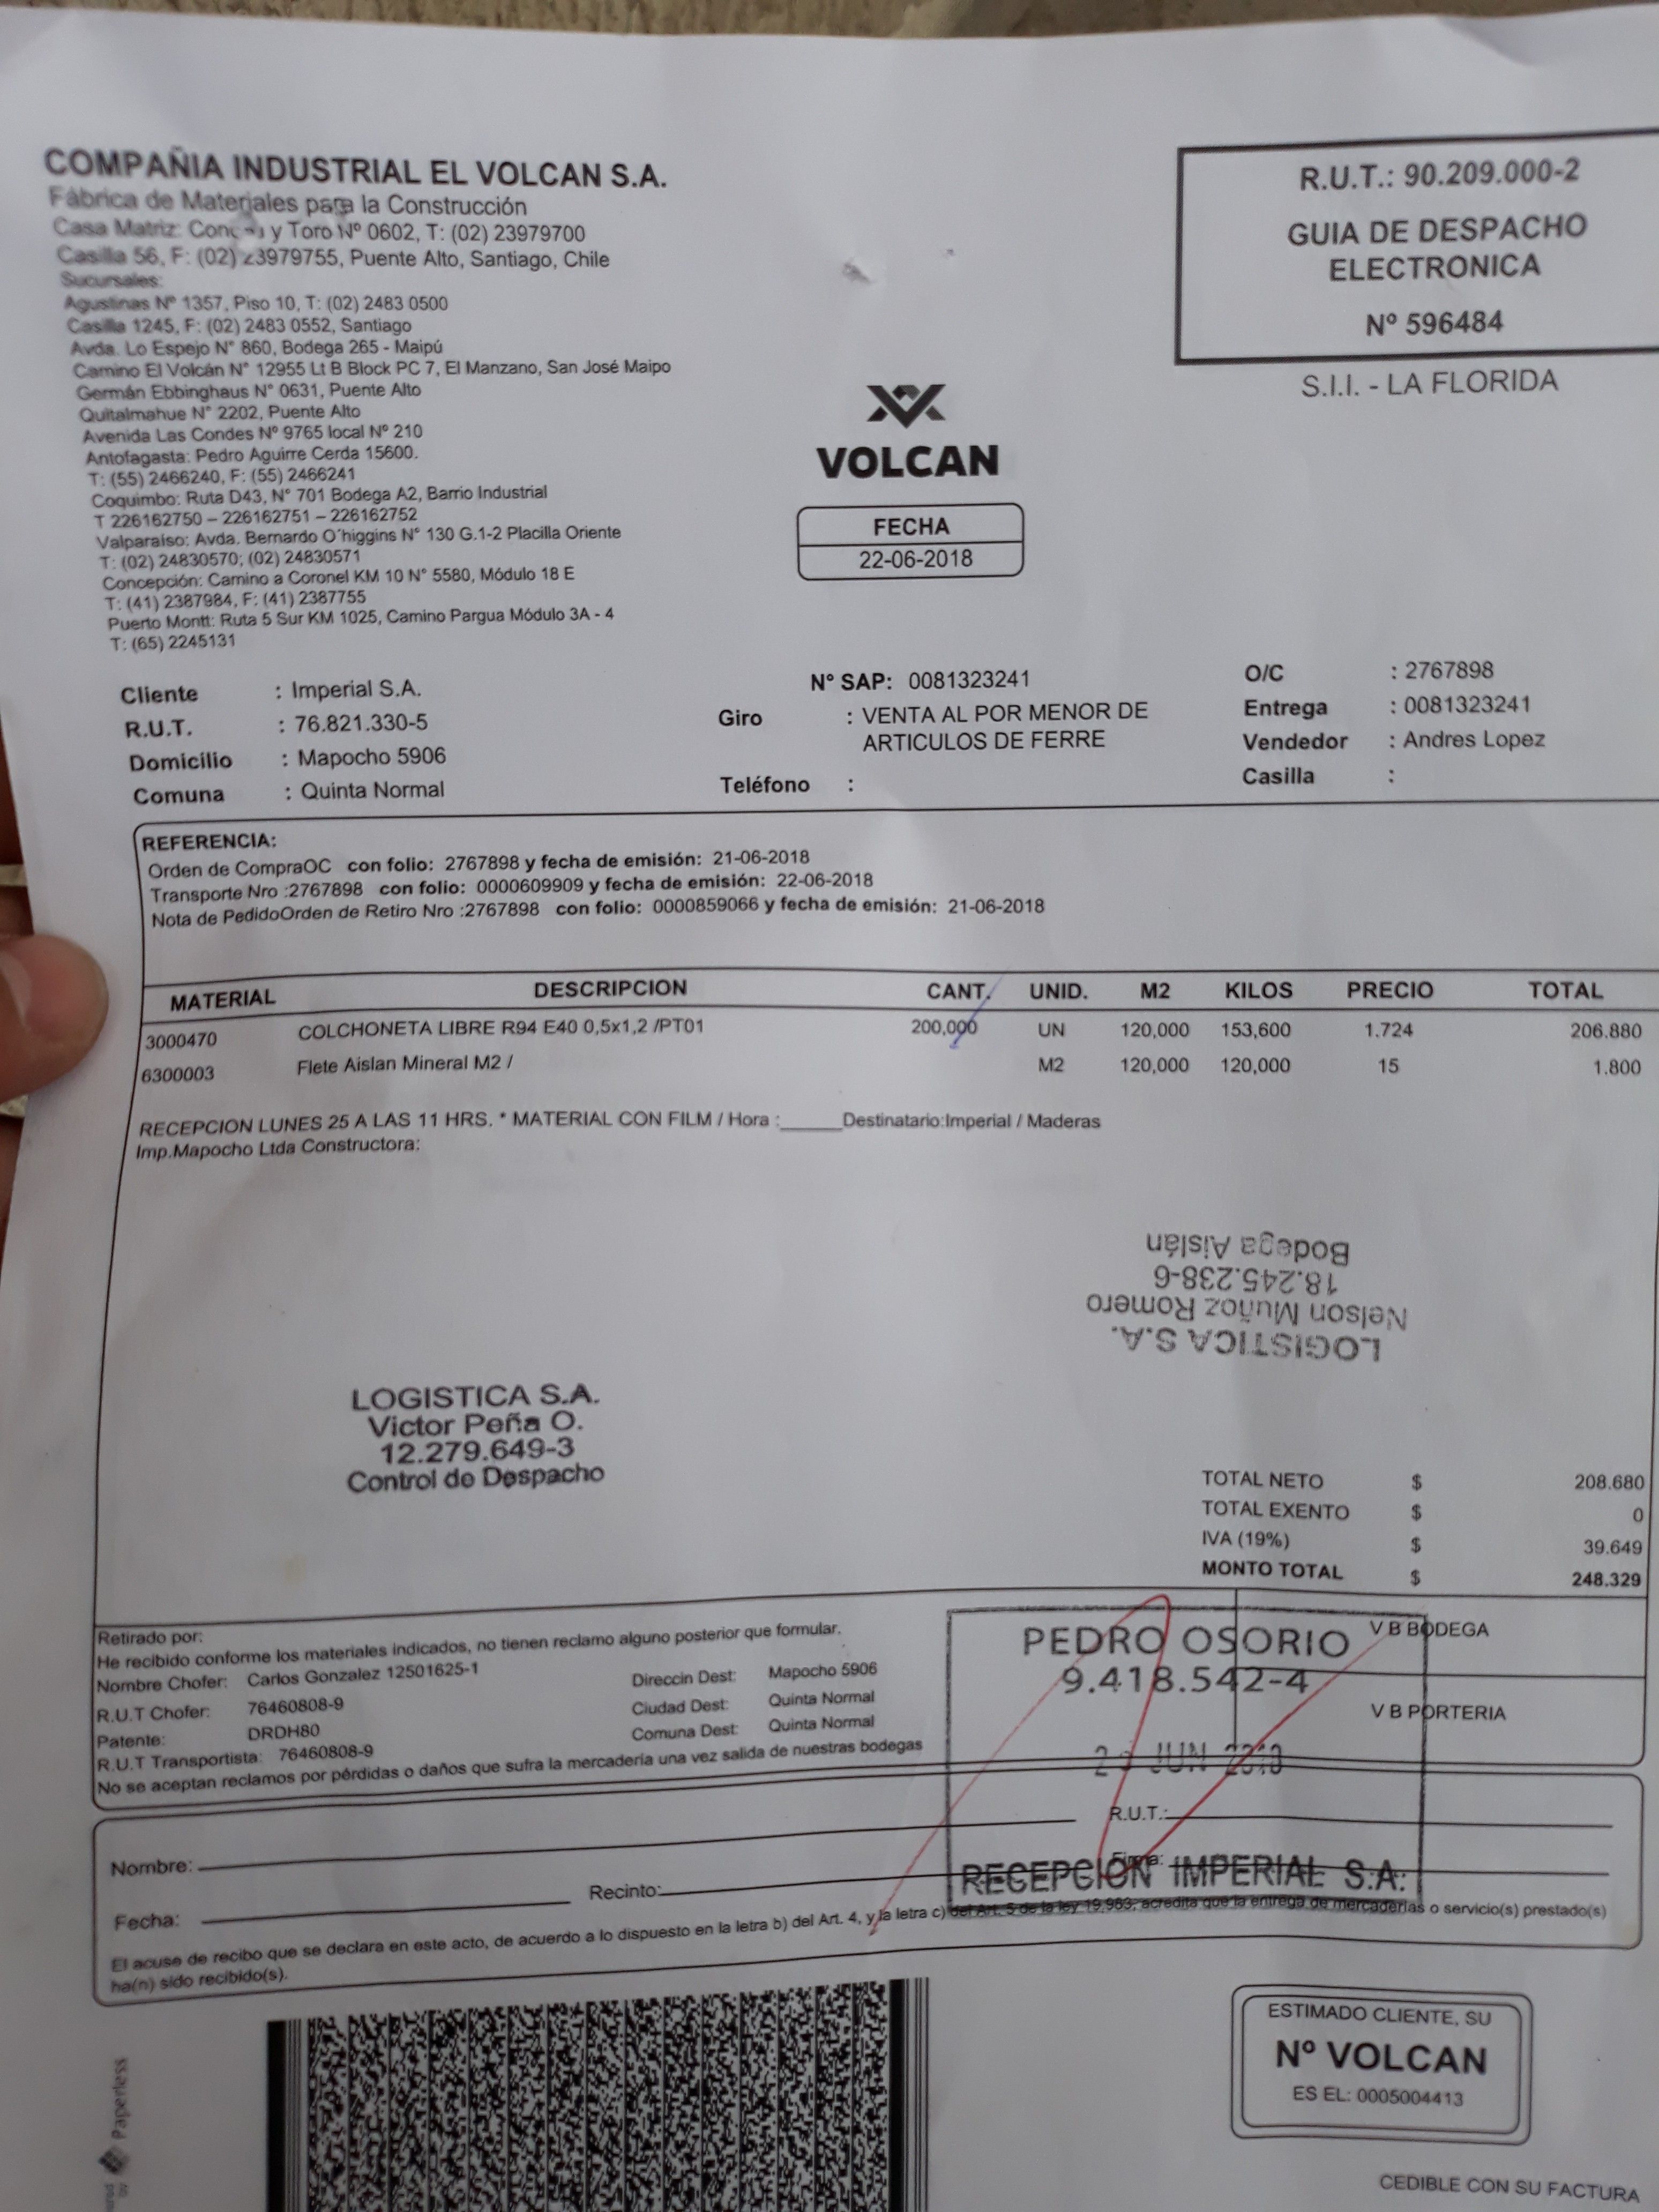 COMPAÑIA INDUSTRIAL EL VOLCAN S.A.
Fábrica de Materiales para la Construcción
Casa Matriz: y Toro Nº 0602, T: (02) 23979700
Casilla 56, F: (02) 23979755, Puente Alto, Santiago, Chile
Sucursales:
Agustinas Nº 1357, Piso 10, T: (02) 2483 0500
Casilla 1245, F: (02) 2483 0552, Santiago
Avda. Lo Espejo N° 860, Bodega 265 - Maipú
Camino El Volcán N° 12955 Lt B Block PC 7, El Manzano, San José Maipo
Germán Ebbinghaus N° 0631, Puente Alto
Quitalmahue N° 2202, Puente Alto
Avenida Las Condes Nº 9765 local Nº 210
Antofagasta: Pedro Aguirre Cerda 15600.
T: (55) 2466240, F: (55) 2466241
Coquimbo: Ruta D43, N° 701 Bodega A2, Barrio Industrial
T 226162750 – 226162751 – 226162752
Valparaíso: Avda. Bernardo O´higgins N° 130 G.1-2 Placilla Oriente
T: (02) 24830570; (02) 24830571
Concepción: Camino a Coronel KM 10 N° 5580, Módulo 18 E
T: (41) 2387984, F: (41) 2387755
Puerto Montt: Ruta 5 Sur KM 1025, Camino Pargua Módulo 3A - 4
T: (65) 2245131
R.U.T.: 90.209.000-2
GUIA DE DESPACHO
ELECTRONICA
Nº 596484
S.I.I. - LA FLORIDA
VOLCAN
FECHA
22-06-2018
Cliente : Imperial S.A.
R.U.T. : 76.821.330-5
Domicilio : Mapocho 5906
Comuna : Quinta Normal
N° SAP: 0081323241
Giro : VENTA AL POR MENOR DE
ARTICULOS DE FERRE
Teléfono :
O/C : 2767898
Entrega : 0081323241
Vendedor : Andres Lopez
Casilla :
REFERENCIA:
Orden de CompraOC con folio: 2767898 y fecha de emisión: 21-06-2018
Transporte Nro :2767898 con folio: 0000609909 y fecha de emisión: 22-06-2018
Nota de PedidoOrden de Retiro Nro :2767898 con folio: 0000859066 y fecha de emisión: 21-06-2018
MATERIAL DESCRIPCION CANT. UNID. M2 KILOS PRECIO TOTAL
3000470 COLCHONETA LIBRE R94 E40 0,5x1,2 /PT01 200,000 UN 120,000 153,600 1.724 206.880
6300003 Flete Aislan Mineral M2 / M2 120,000 120,000 15 1.800
RECEPCION LUNES 25 A LAS 11 HRS. * MATERIAL CON FILM / Hora :______Destinatario:Imperial / Maderas
Imp.Mapocho Ltda Constructora:
LOGISTICA S.A.
Nelson Muñoz Romero
18.245.238-6
Bodega Aislán
LOGISTICA S.A.
Victor Peña O.
12.279.649-3
Control de Despacho
TOTAL NETO $ 208.680
TOTAL EXENTO $ 0
IVA (19%) $ 39.649
MONTO TOTAL $ 248.329
Retirado por:
He recibido conforme los materiales indicados, no tienen reclamo alguno posterior que formular.
Nombre Chofer: Carlos Gonzalez 12501625-1 Direccin Dest: Mapocho 5906
R.U.T Chofer: 76460808-9 Ciudad Dest: Quinta Normal
Patente: DRDH80 Comuna Dest: Quinta Normal
R.U.T Transportista: 76460808-9
No se aceptan reclamos por pérdidas o daños que sufra la mercadería una vez salida de nuestras bodegas
V B BODEGA
V B PORTERIA
PEDRO OSORIO
9.418.542-4
JUN
RECEPCIÓN IMPERIAL S.A.
Nombre: R.U.T.:
Fecha: Recinto:
El acuse de recibo que se declara en este acto, de acuerdo a lo dispuesto en la letra b) del Art. 4, y la letra c) del Art. 5 de la ley 19.983, acredita que la entrega de mercaderías o servicio(s) prestado(s)
ha(n) sido recibido(s).
Paperless
ESTIMADO CLIENTE, SU
Nº VOLCAN
ES EL: 0005004413
CEDIBLE CON SU FACTURA